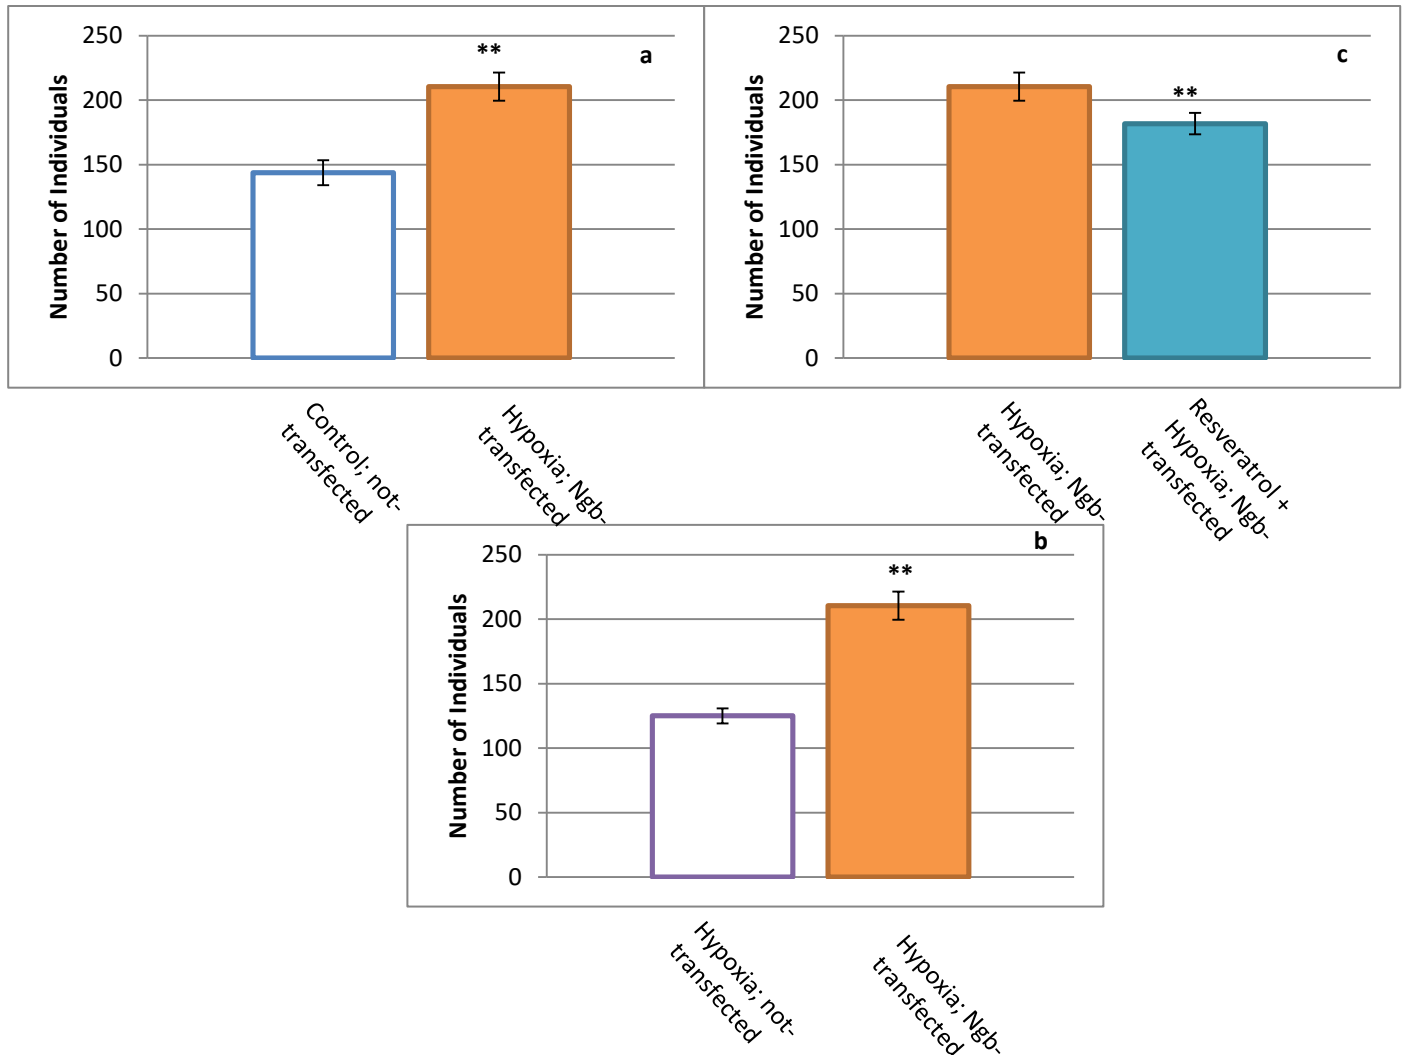 a
**
Number of Individuals
250
200
150
100
50
0
Control; not-
transfected
Hypoxia; Ngb-
transfected
c
**
Number of Individuals
250
200
150
100
50
0
Hypoxia; Ngb-
transfected
Resveratrol +
Hypoxia; Ngb-
transfected
b
**
Number of Individuals
250
200
150
100
50
0
Hypoxia; not-
transfected
Hypoxia; Ngb-
transfected